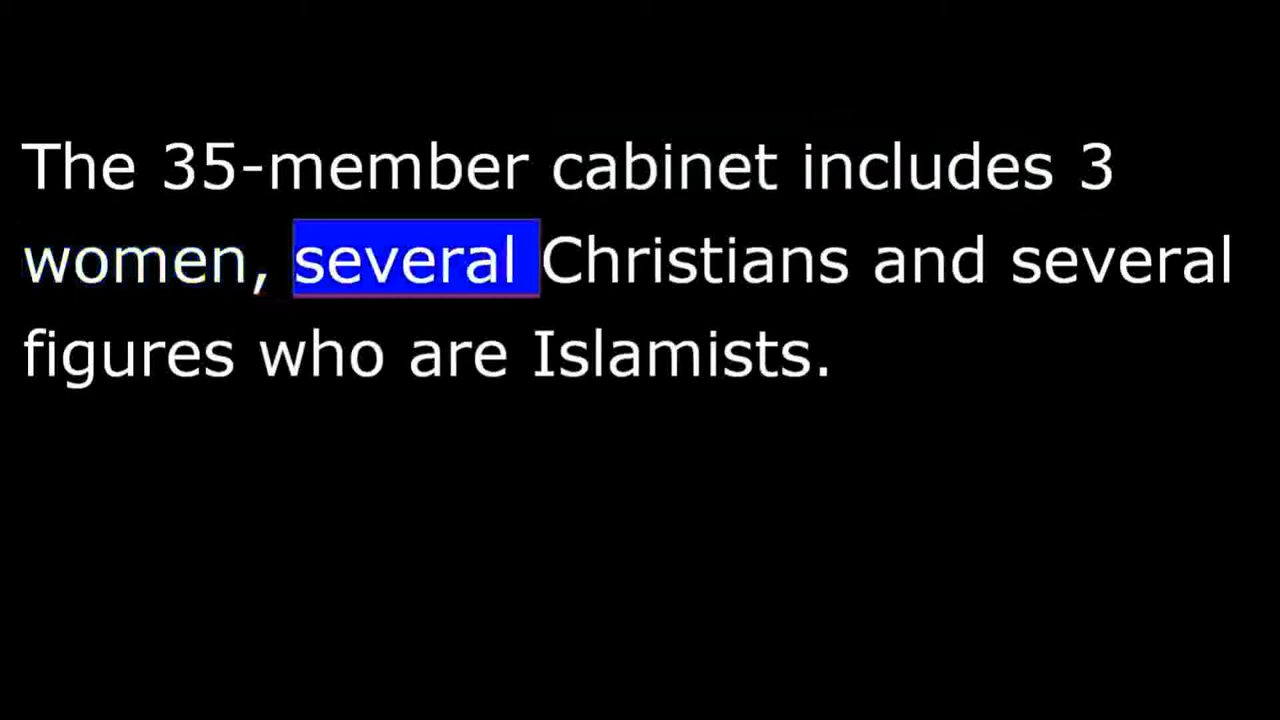 The 35-member cabinet includes 3
women, several Christians and several
figures who are Islamists.